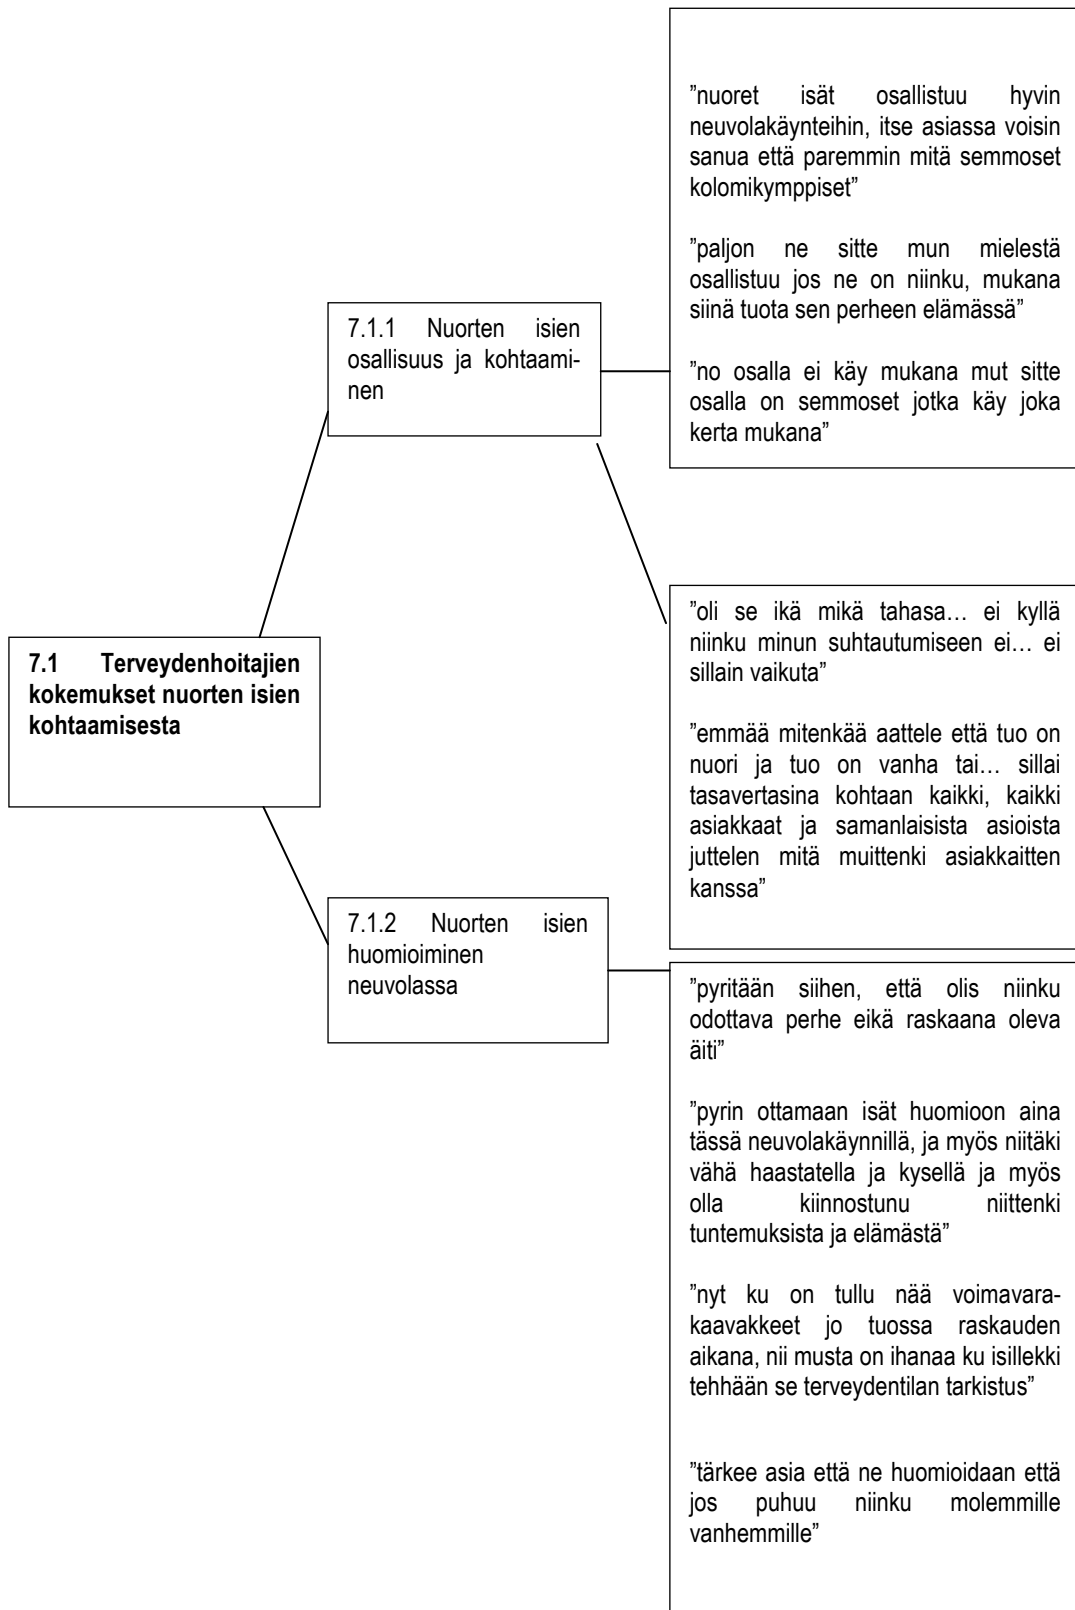 ”nuoret isät osallistuu hyvin
neuvolakäynteihin, itse asiassa voisin
sanua että paremmin mitä semmoset
kolomikymppiset”
”paljon ne sitte mun mielestä
osallistuu jos ne on niinku, mukana
siinä tuota sen perheen elämässä”
”no osalla ei käy mukana mut sitte
osalla on semmoset jotka käy joka
kerta mukana”
7.1.1 Nuorten isien
osallisuus ja kohtaami-
nen
”oli se ikä mikä tahasa… ei kyllä
niinku minun suhtautumiseen ei… ei
sillain vaikuta”
”emmää mitenkää aattele että tuo on
nuori ja tuo on vanha tai… sillai
tasavertasina kohtaan kaikki, kaikki
asiakkaat ja samanlaisista asioista
juttelen mitä muittenki asiakkaitten
kanssa”
7.1 Terveydenhoitajien
kokemukset nuorten isien
kohtaamisesta
7.1.2 Nuorten isien
huomioiminen
neuvolassa
”pyritään siihen, että olis niinku
odottava perhe eikä raskaana oleva
äiti”
”pyrin ottamaan isät huomioon aina
tässä neuvolakäynnillä, ja myös niitäki
vähä haastatella ja kysellä ja myös
olla kiinnostunu niittenki
tuntemuksista ja elämästä”
”nyt ku on tullu nää voimavara-
kaavakkeet jo tuossa raskauden
aikana, nii musta on ihanaa ku isillekki
tehhään se terveydentilan tarkistus”
”tärkee asia että ne huomioidaan että
jos puhuu niinku molemmille
vanhemmille”